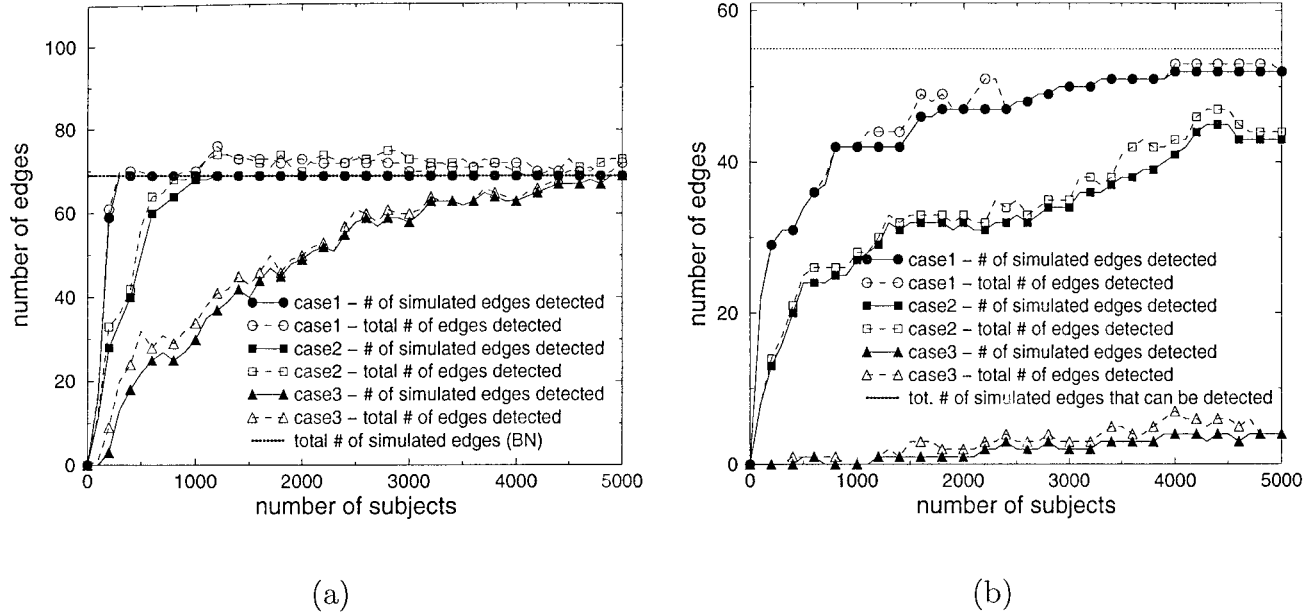 100
80
60
40
20
0
number of edges
case1 – # of simulated edges detected
case1 – total # of edges detected
case2 – # of simulated edges detected
case2 – total # of edges detected
case3 – # of simulated edges detected
case3 – total # of edges detected
total # of simulated edges (BN)
0 1000 2000 3000 4000 5000
number of subjects
(a)
60
40
20
0
number of edges
case1 – # of simulated edges detected
case1 – total # of edges detected
case2 – # of simulated edges detected
case2 – total # of edges detected
case3 – # of simulated edges detected
case3 – total # of edges detected
tot. # of simulated edges that can be detected
0 1000 2000 3000 4000 5000
number of subjects
(b)